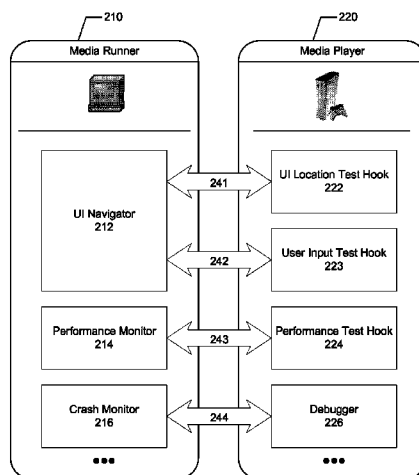 210
220
Media Runner
Media Player
UI Navigator
212
241
UI Location Test Hook
222
242
User Input Test Hook
223
Performance Monitor
214
243
Performance Test Hook
224
Crash Monitor
216
244
Debugger
226